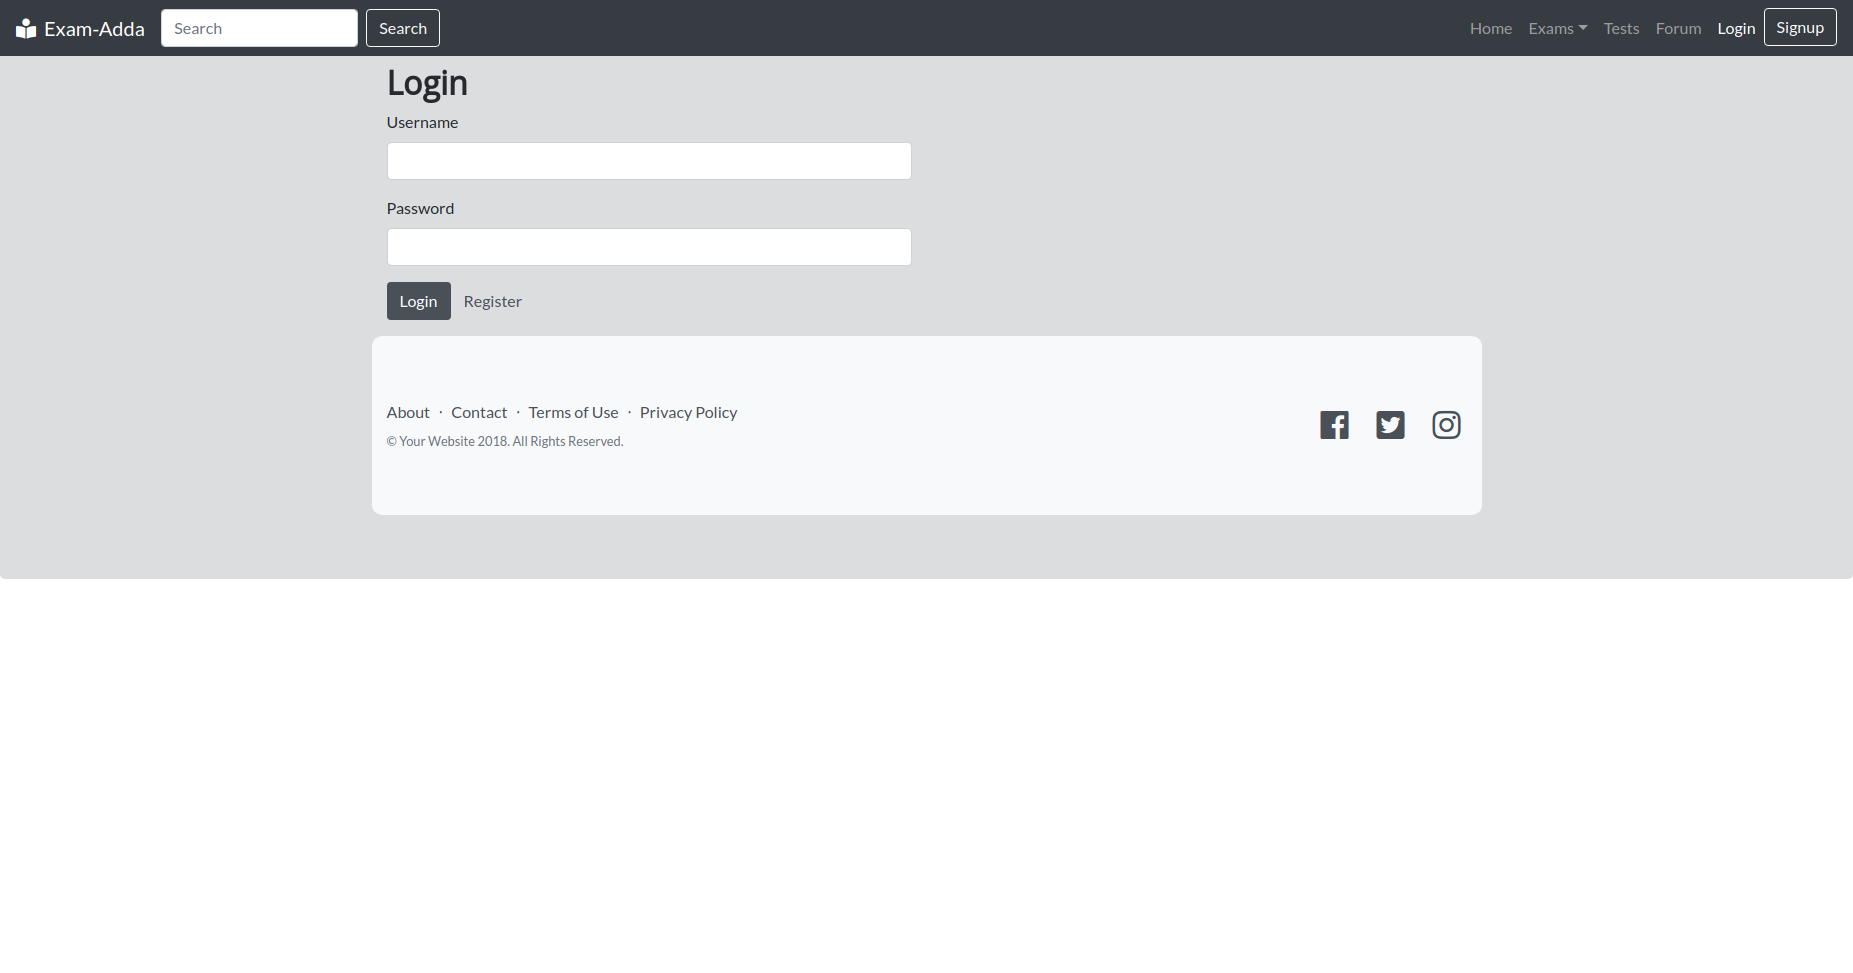 Exam-Adda Search Search Home Exams Tests Forum Login Signup
Login
Username
Password
Login Register
About · Contact · Terms of Use · Privacy Policy
© Your Website 2018. All Rights Reserved.